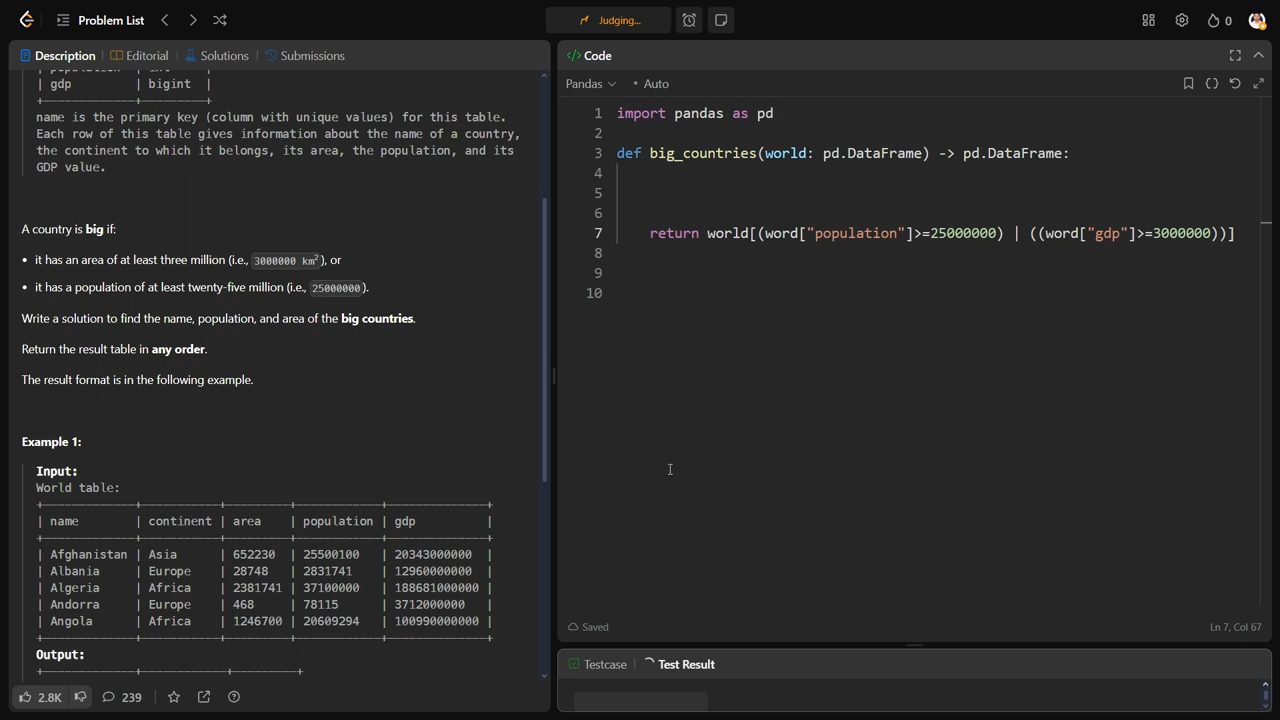 Problem List
Judging...
0
Description
Editorial
Solutions
Submissions
| gdp | bigint |
+-------------+---------+
name is the primary key (column with unique values) for this table.
Each row of this table gives information about the name of a country,
the continent to which it belongs, its area, the population, and its
GDP value.
A country is big if:
• it has an area of at least three million (i.e., 3000000 km²), or
• it has a population of at least twenty-five million (i.e., 25000000).
Write a solution to find the name, population, and area of the big countries.
Return the result table in any order.
The result format is in the following example.
Example 1:
Input:
World table:
+-------------+-----------+---------+------------+--------------+
| name | continent | area | population | gdp |
+-------------+-----------+---------+------------+--------------+
| Afghanistan | Asia | 652230 | 25500100 | 20343000000 |
| Albania | Europe | 28748 | 2831741 | 12960000000 |
| Algeria | Africa | 2381741 | 37100000 | 188681000000 |
| Andorra | Europe | 468 | 78115 | 3712000000 |
| Angola | Africa | 1246700 | 20609294 | 100990000000 |
+-------------+-----------+---------+------------+--------------+
Output:
+-------------+------------+---------+
2.8K
239
</> Code
Pandas
• Auto
1 import pandas as pd
2
3 def big_countries(world: pd.DataFrame) -> pd.DataFrame:
4
5
6
7 return world[(word["population"]>=25000000) | ((word["gdp"]>=3000000))]
8
9
10
Saved
Ln 7, Col 67
Testcase
Test Result